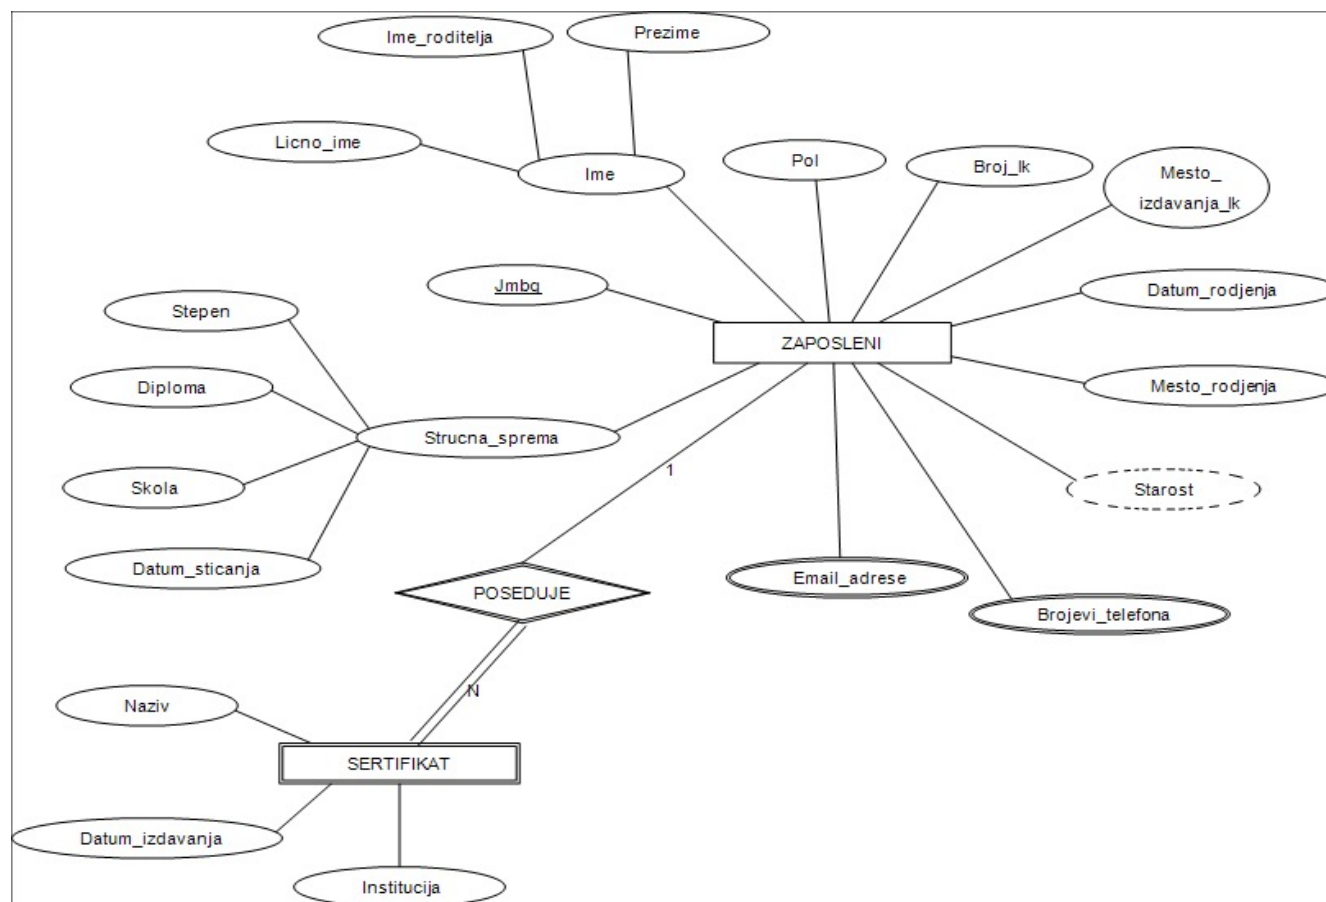 Ime_roditelja
Prezime
Licno_ime
Ime
Pol
Broj_lk
Mesto_
izdavanja_lk
Jmbg
Datum_rodjenja
Stepen
ZAPOSLENI
Diploma
Mesto_rodjenja
Strucna_sprema
1
Skola
Starost
Datum_sticanja
Email_adrese
POSEDUJE
Brojevi_telefona
N
Naziv
SERTIFIKAT
Datum_izdavanja
Institucija